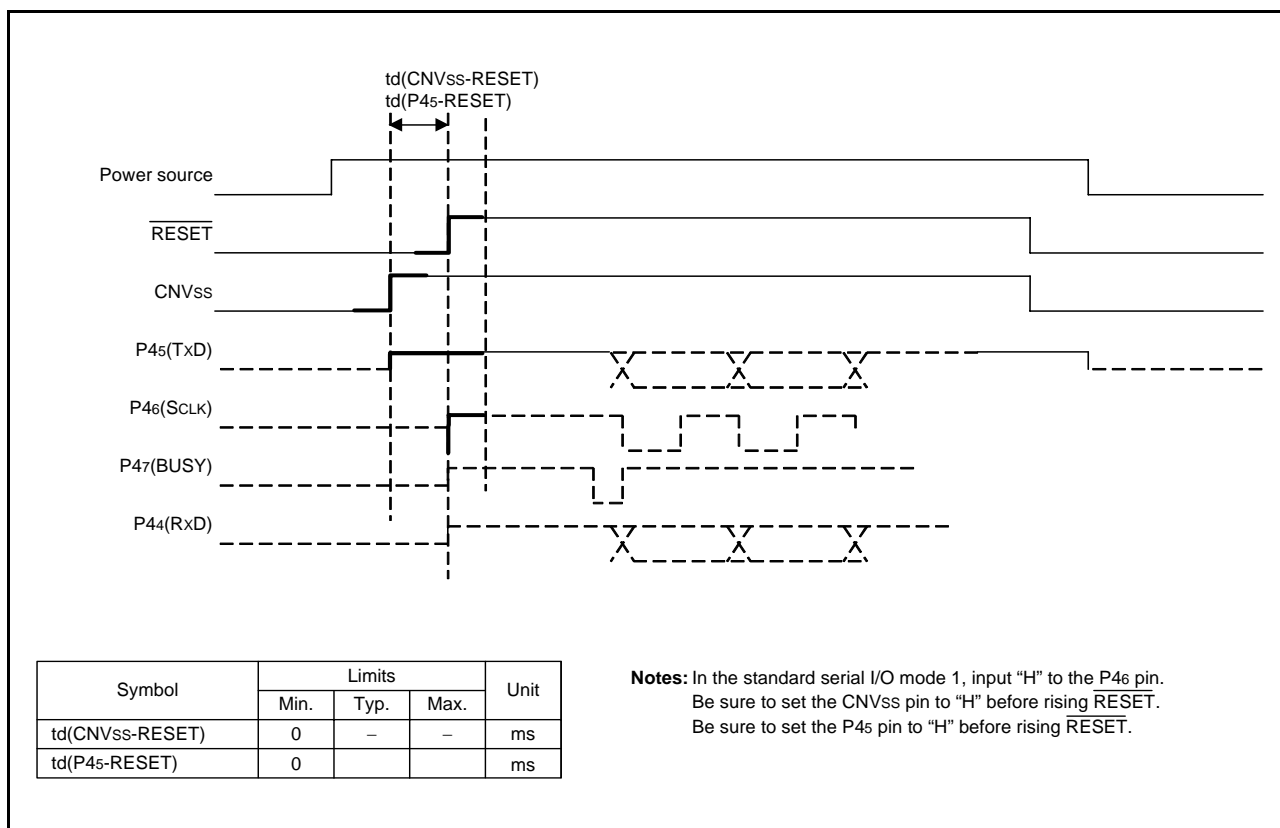 td(CNVss-RESET)
td(P45-RESET)
Power source
RESET
CNVss
P45(TxD)
P46(SCLK)
P47(BUSY)
P44(RxD)
Symbol Limits Unit
Min. Typ. Max.
td(CNVss-RESET) 0 – – ms
td(P45-RESET) 0 ms
Notes: In the standard serial I/O mode 1, input “H” to the P46 pin.
Be sure to set the CNVss pin to “H” before rising RESET.
Be sure to set the P45 pin to “H” before rising RESET.